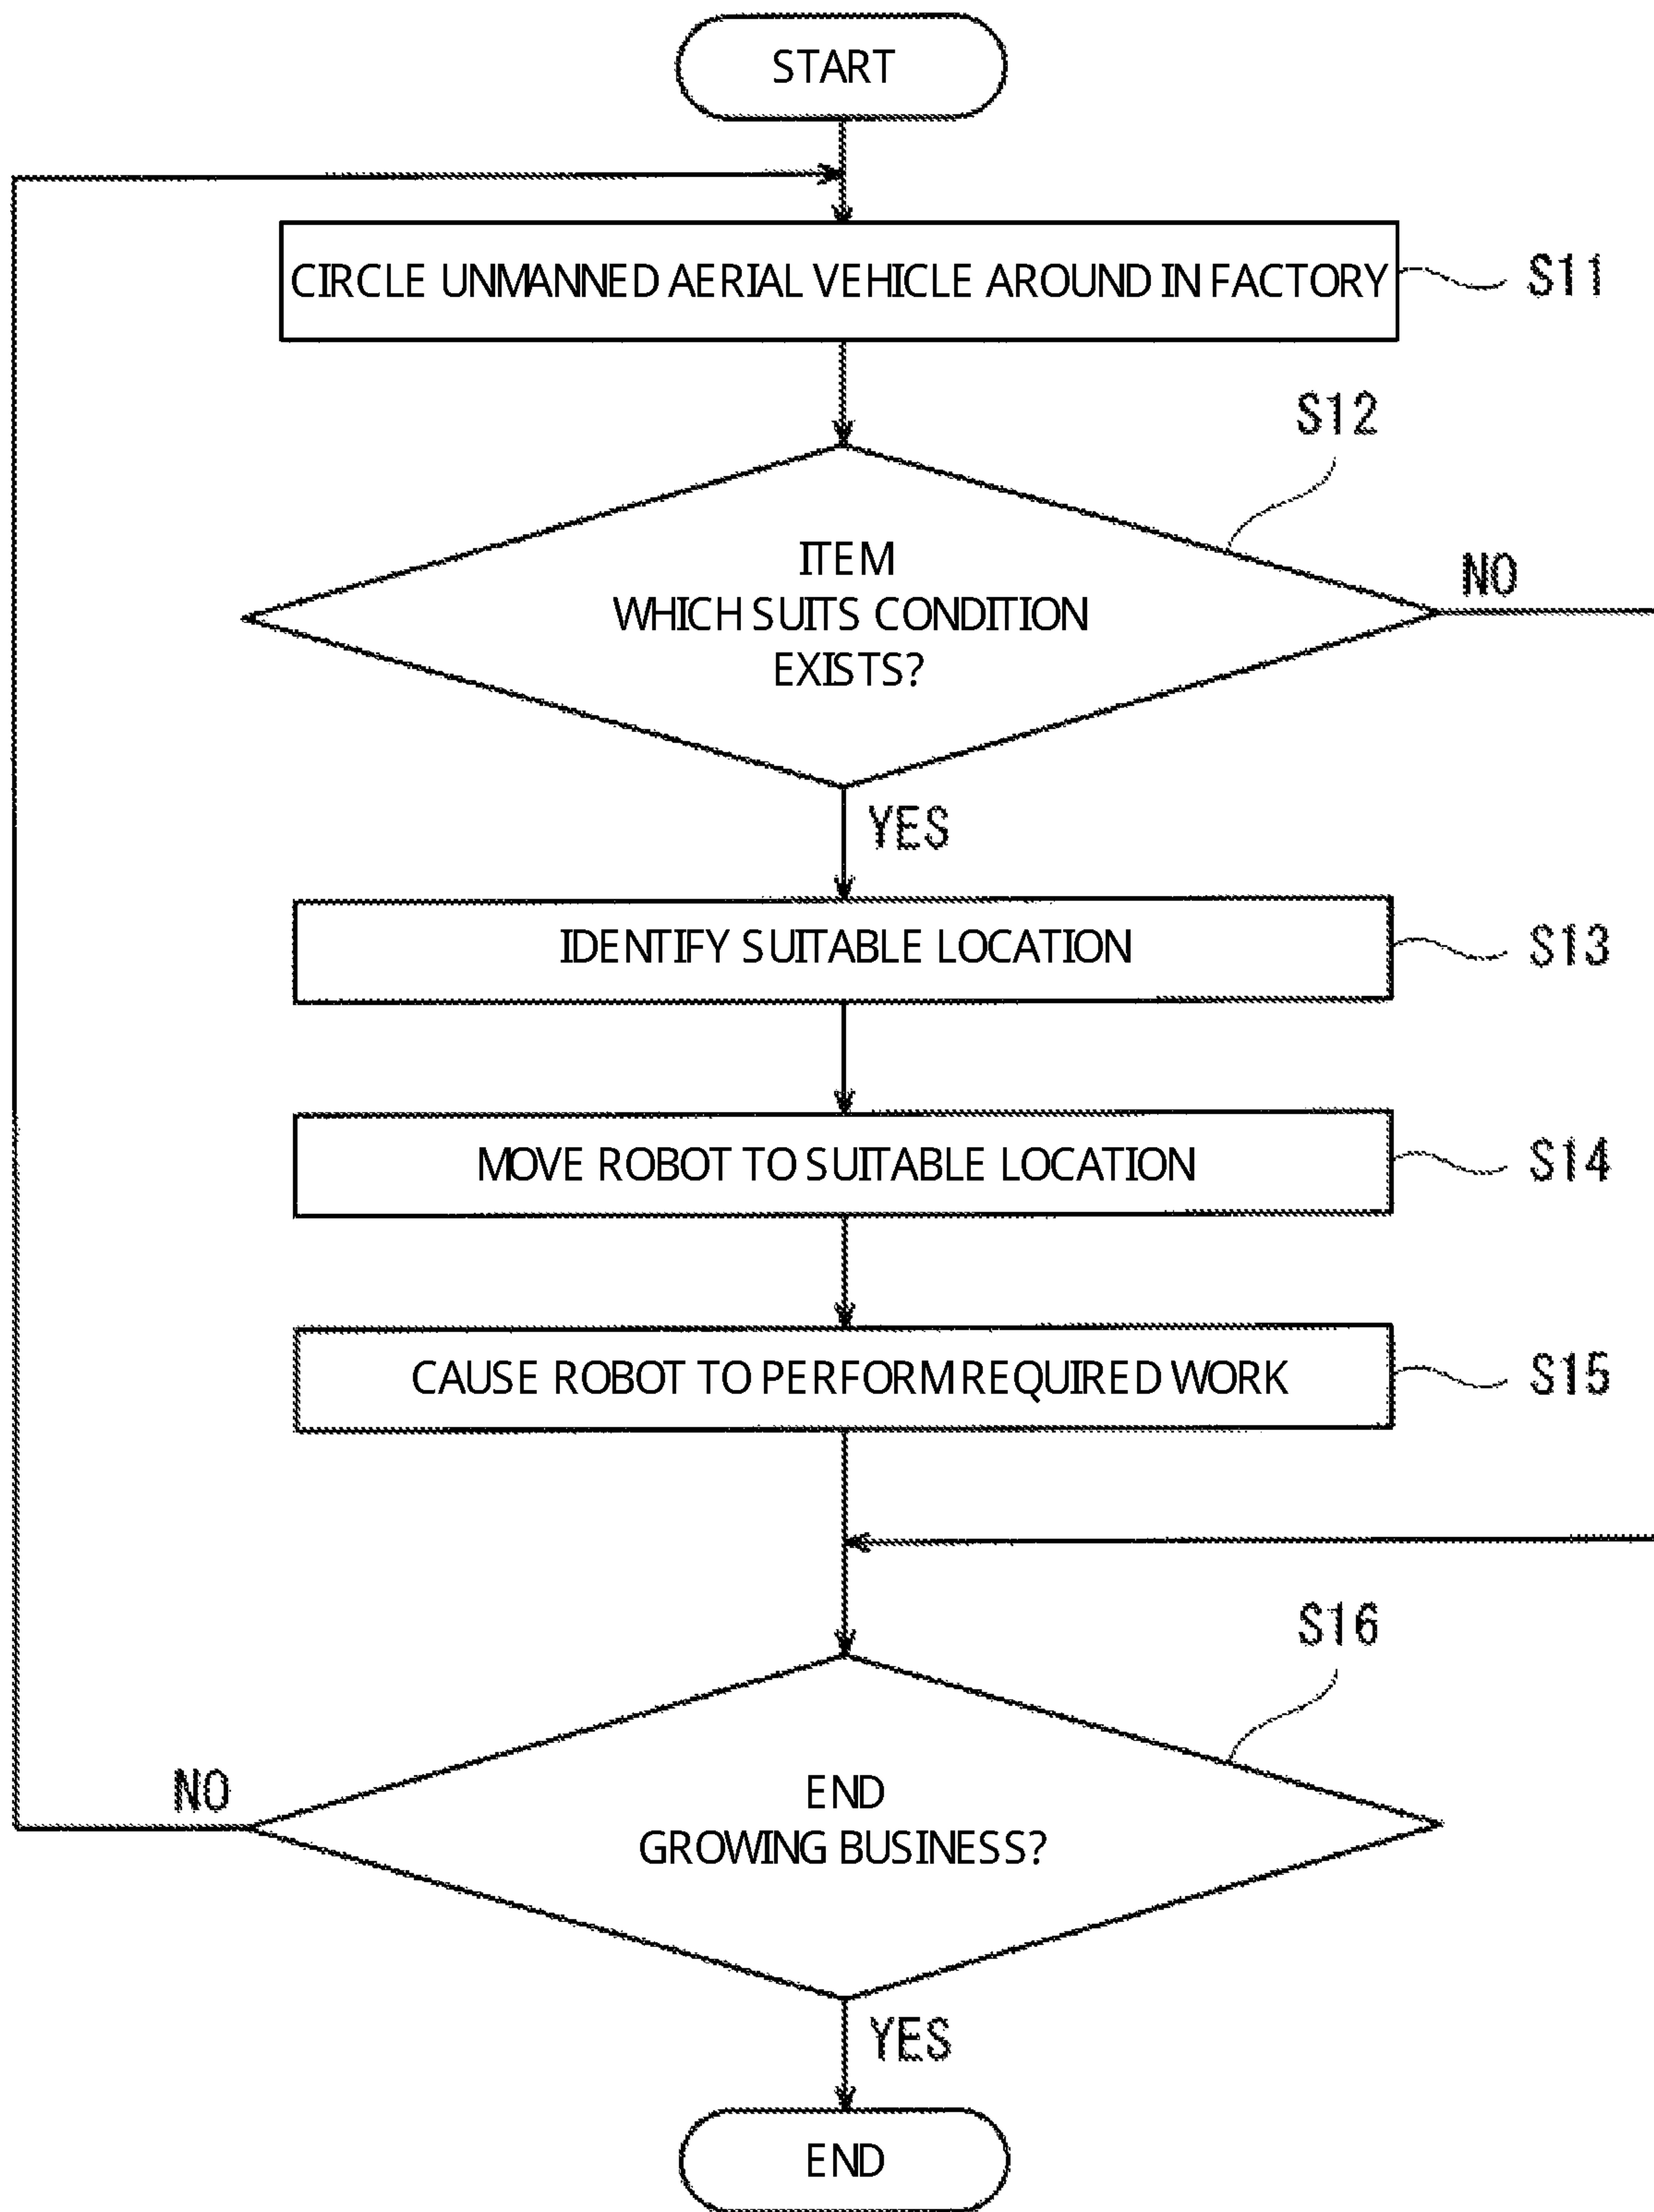 START
CIRCLE UNMANNED AERIAL VEHICLE AROUND IN FACTORY
S11
S12
ITEM
WHICH SUITS CONDITION
EXISTS?
NO
YES
IDENTIFY SUITABLE LOCATION
S13
MOVE ROBOT TO SUITABLE LOCATION
S14
CAUSE ROBOT TO PERFORM REQUIRED WORK
S15
S16
END
GROWING BUSINESS?
NO
YES
END